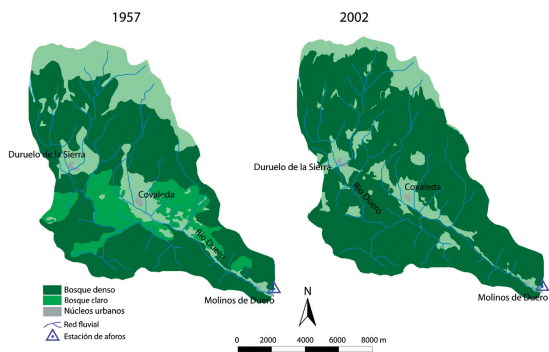 1957
2002
Duruelo de la Sierra
Covaleda
Río Duero
Molinos de Duero
Duruelo de la Sierra
Covaleda
Río Duero
Molinos de Duero
Bosque denso
Bosque claro
Núcleos urbanos
Red fluvial
Estación de aforos
N
0 2000 4000 6000 8000 m